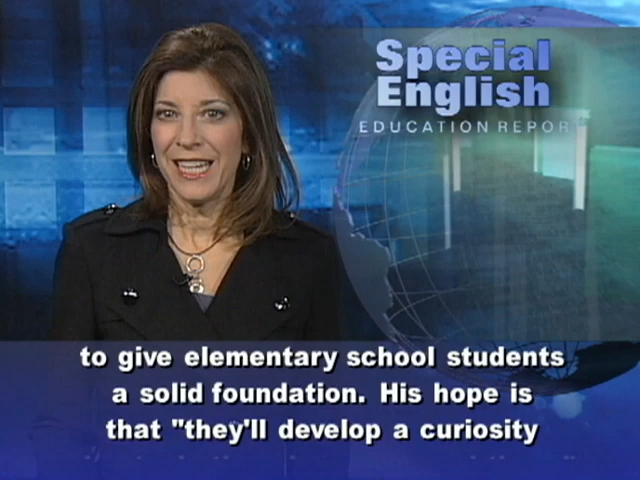 Special
English
EDUCATION REPORT
to give elementary school students
a solid foundation. His hope is
that "they'll develop a curiosity